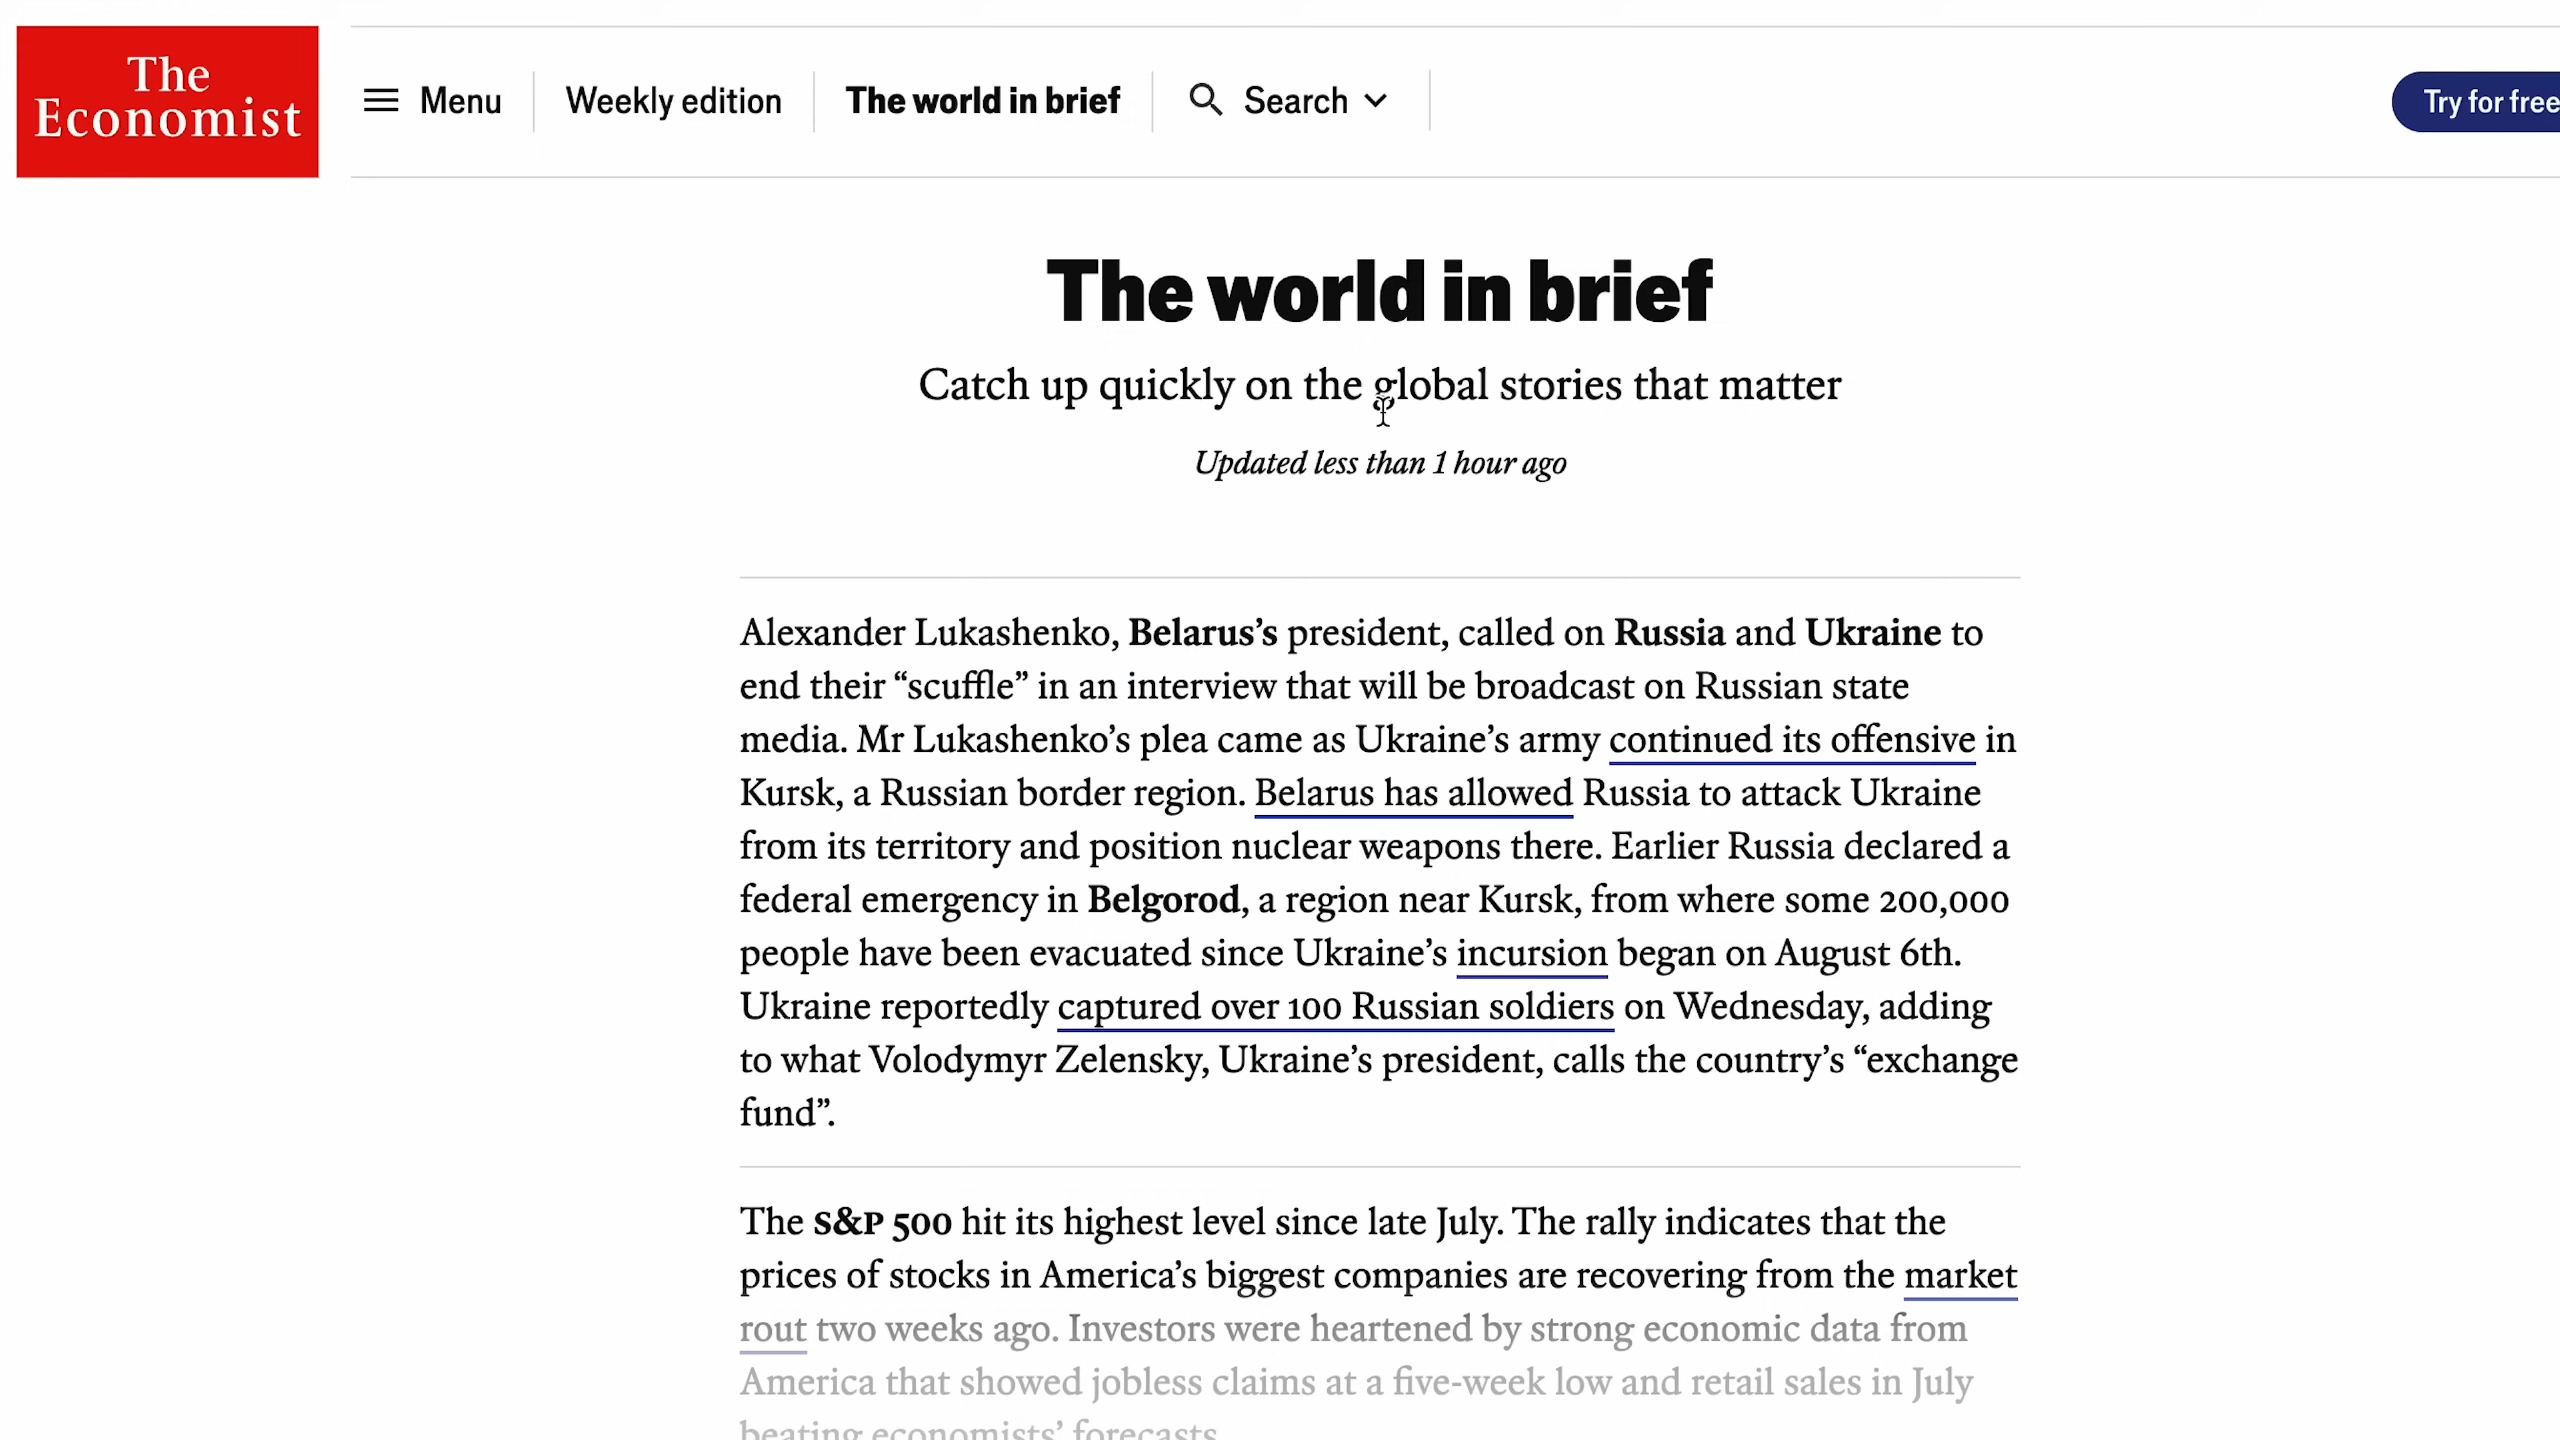 The
Economist
Menu
Weekly edition
The world in brief
Search
Try for free
The world in brief
Catch up quickly on the global stories that matter
Updated less than 1 hour ago
Alexander Lukashenko, Belarus’s president, called on Russia and Ukraine to
end their “scuffle” in an interview that will be broadcast on Russian state
media. Mr Lukashenko’s plea came as Ukraine’s army continued its offensive in
Kursk, a Russian border region. Belarus has allowed Russia to attack Ukraine
from its territory and position nuclear weapons there. Earlier Russia declared a
federal emergency in Belgorod, a region near Kursk, from where some 200,000
people have been evacuated since Ukraine’s incursion began on August 6th.
Ukraine reportedly captured over 100 Russian soldiers on Wednesday, adding
to what Volodymyr Zelensky, Ukraine’s president, calls the country’s “exchange
fund”.
The S&P 500 hit its highest level since late July. The rally indicates that the
prices of stocks in America’s biggest companies are recovering from the market
rout two weeks ago. Investors were heartened by strong economic data from
America that showed jobless claims at a five-week low and retail sales in July
beating economists’ forecasts